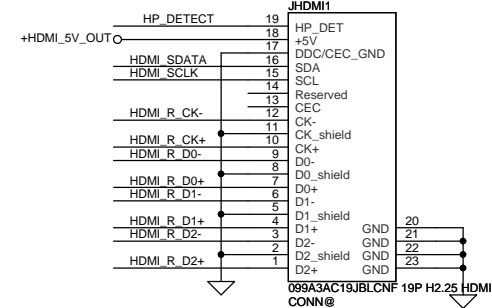 JHDMI1
HP_DETECT 19 HP_DET
+HDMI_5V_OUT 18 +5V
17 DDC/CEC_GND
HDMI_SDATA 16 SDA
HDMI_SCLK 15 SCL
14 Reserved
13 CEC
HDMI_R_CK- 12 CK-
11 CK_shield
HDMI_R_CK+ 10 CK+
HDMI_R_D0- 9 D0-
8 D0_shield
HDMI_R_D0+ 7 D0+
HDMI_R_D1- 6 D1-
5 D1_shield
HDMI_R_D1+ 4 D1+ GND 20
HDMI_R_D2- 3 D2- GND 21
2 D2_shield GND 22
HDMI_R_D2+ 1 D2+ GND 23
099A3AC19JBLCNF 19P H2.25 HDMI
CONN@